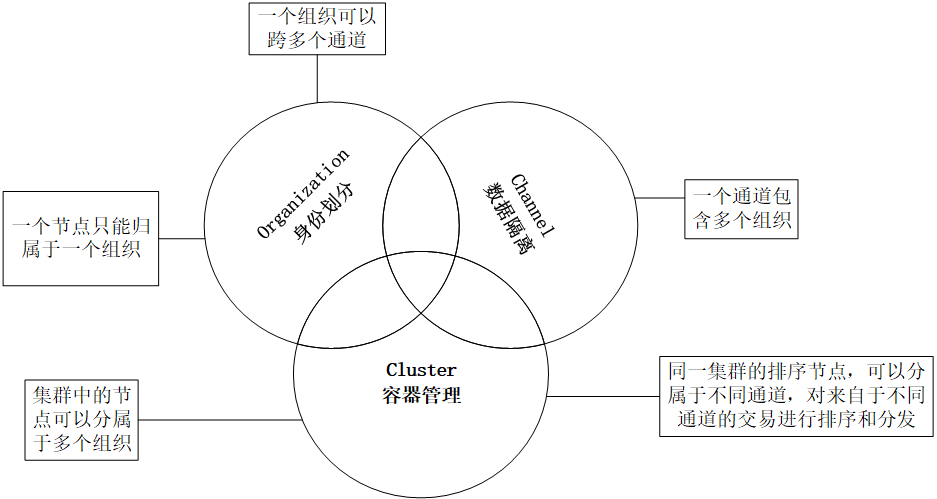 一个组织可以
跨多个通道
Organization
身份划分
Channel
数据隔离
一个节点只能归
属于一个组织
一个通道包
含多个组织
Cluster
容器管理
集群中的节
点可以分属
于多个组织
同一集群的排序节点，可以分
属于不同通道，对来自于不同
通道的交易进行排序和分发